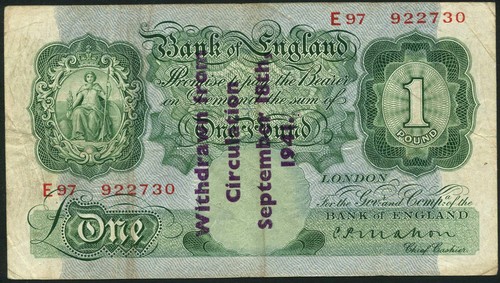 E97 922730
Bank of England
Promise to pay the Bearer
on Demand the sum of
One Pound
1
POUND
Withdrawn from
Circulation
September 18th,
1941.
E97 922730
LONDON
For the Govr. and Compa. of the
BANK OF ENGLAND
£ONE
C.P. Mahon
Chief Cashier.